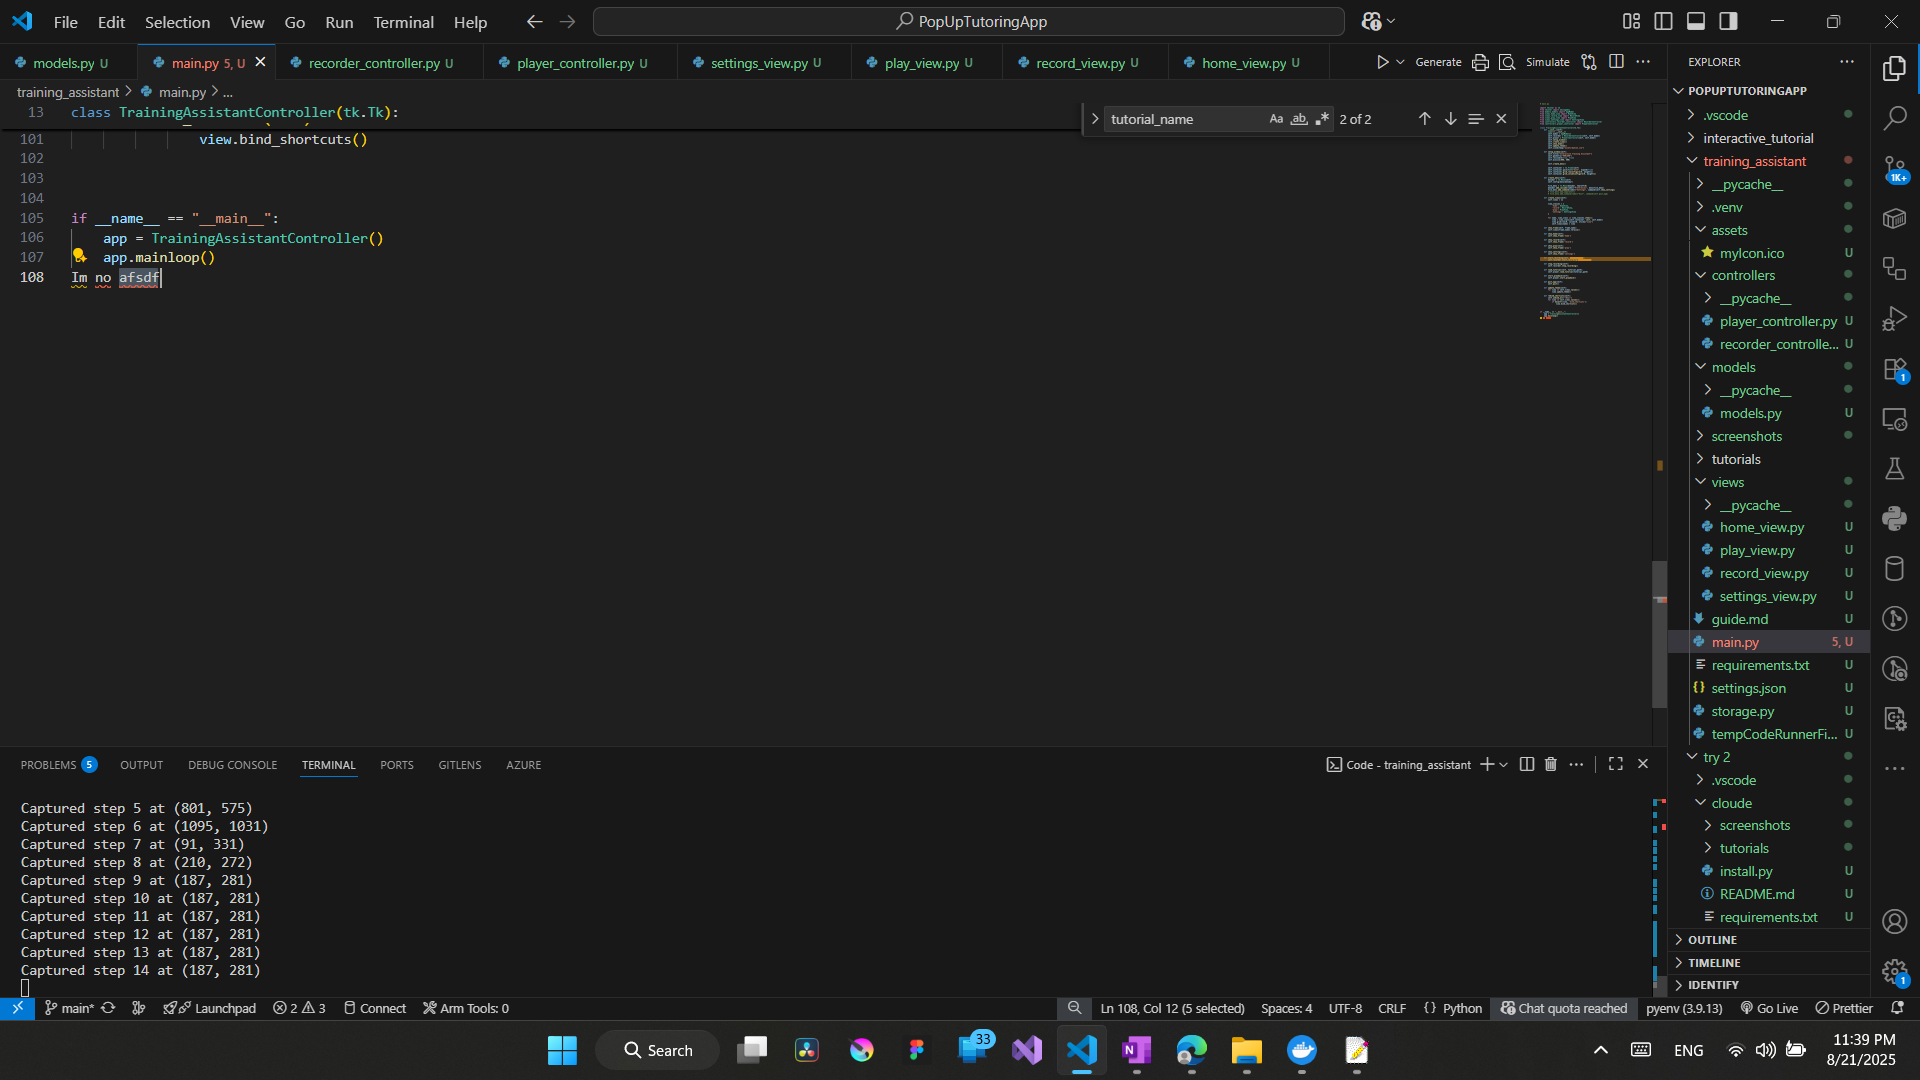 File Edit Selection View Go Run Terminal Help
PopUpTutoringApp
models.py U
main.py 5, U
recorder_controller.py U
player_controller.py U
settings_view.py U
play_view.py U
record_view.py U
home_view.py U
Generate
Simulate
training_assistant > main.py > ...
13 class TrainingAssistantController(tk.Tk):
101 view.bind_shortcuts()
102
103
104
105 if __name__ == "__main__":
106 app = TrainingAssistantController()
107 app.mainloop()
108 Im no afsdf
tutorial_name Aa ab 2 of 2
EXPLORER
POPUPTUTORINGAPP
.vscode
interactive_tutorial
training_assistant
__pycache__
.venv
assets
myIcon.ico U
controllers
__pycache__
player_controller.py U
recorder_controlle... U
models
__pycache__
models.py U
screenshots
tutorials
views
__pycache__
home_view.py U
play_view.py U
record_view.py U
settings_view.py U
guide.md U
main.py 5, U
requirements.txt U
settings.json U
storage.py U
tempCodeRunnerFi... U
try 2
.vscode
cloude
screenshots
tutorials
install.py U
README.md U
requirements.txt U
OUTLINE
TIMELINE
IDENTIFY
1K+
1
1
PROBLEMS 5 OUTPUT DEBUG CONSOLE TERMINAL PORTS GITLENS AZURE
Code - training_assistant
Captured step 5 at (801, 575)
Captured step 6 at (1095, 1031)
Captured step 7 at (91, 331)
Captured step 8 at (210, 272)
Captured step 9 at (187, 281)
Captured step 10 at (187, 281)
Captured step 11 at (187, 281)
Captured step 12 at (187, 281)
Captured step 13 at (187, 281)
Captured step 14 at (187, 281)
main* Launchpad 2 3 Connect Arm Tools: 0
Ln 108, Col 12 (5 selected) Spaces: 4 UTF-8 CRLF {} Python Chat quota reached pyenv (3.9.13) Go Live Prettier
Search
33
ENG
11:39 PM
8/21/2025